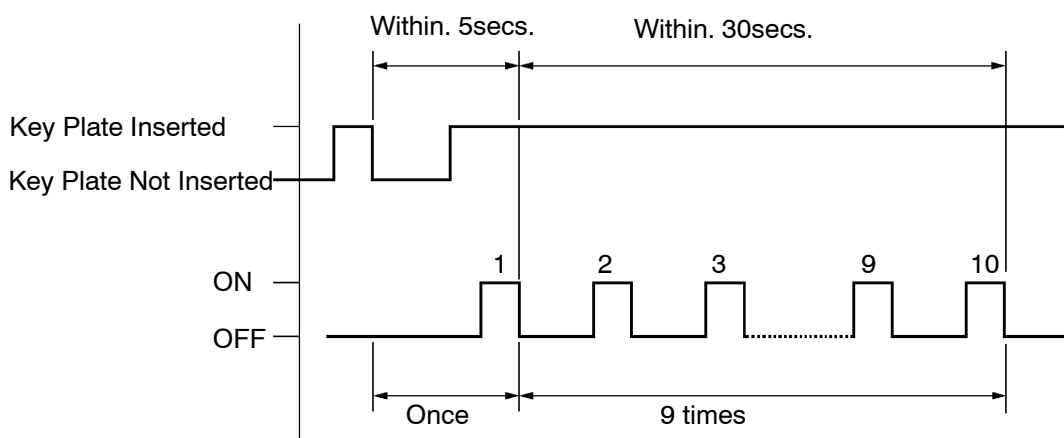 Within. 5secs.
Within. 30secs.
Key Plate Inserted
Key Plate Not Inserted
1 2 3 9 10
ON
OFF
Once
9 times